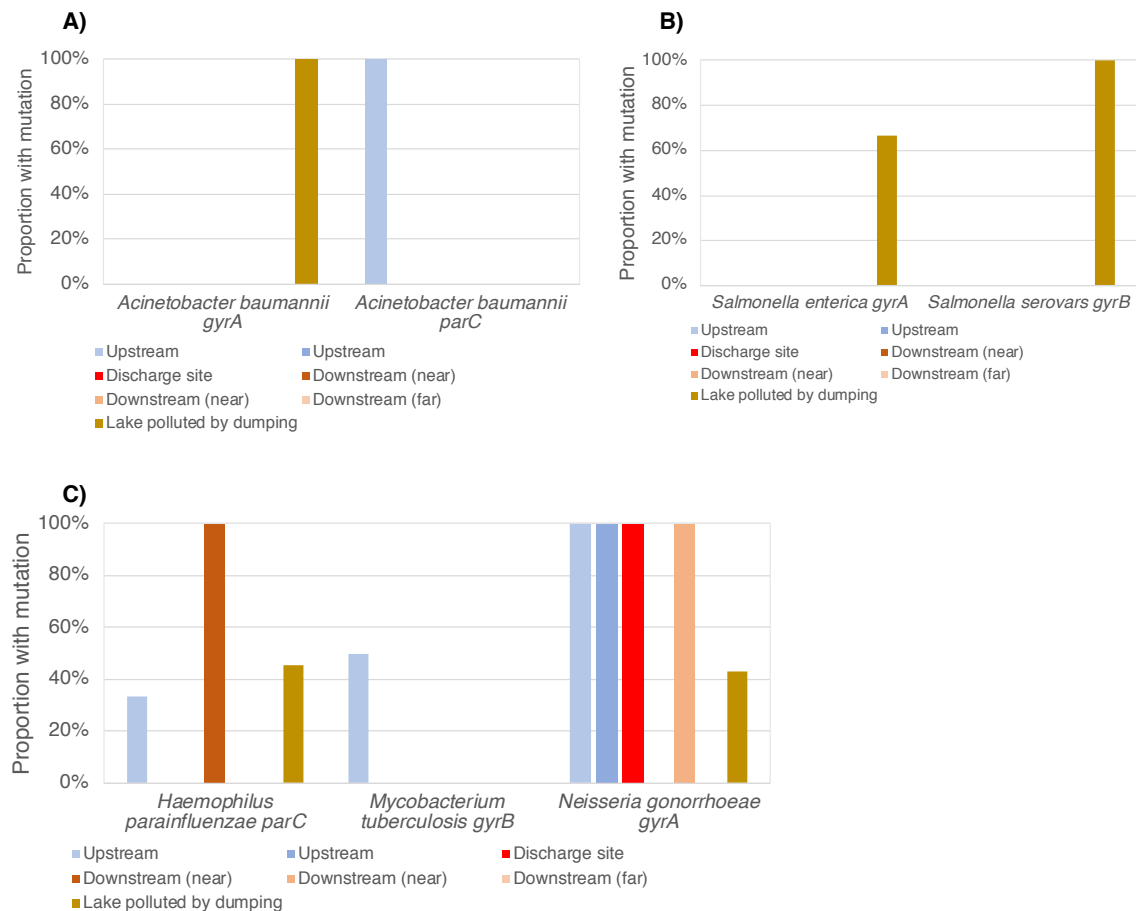 A)
Proportion with mutation
100%
80%
60%
40%
20%
0%
Acinetobacter baumannii
gyrA
Acinetobacter baumannii
parC
Upstream
Upstream
Discharge site
Downstream (near)
Downstream (near)
Downstream (far)
Lake polluted by dumping
B)
Proportion with mutation
100%
80%
60%
40%
20%
0%
Salmonella enterica gyrA
Salmonella serovars gyrB
Upstream
Upstream
Discharge site
Downstream (near)
Downstream (near)
Downstream (far)
Lake polluted by dumping
C)
Proportion with mutation
100%
80%
60%
40%
20%
0%
Haemophilus
parainfluenzae parC
Mycobacterium
tuberculosis gyrB
Neisseria gonorrhoeae
gyrA
Upstream
Upstream
Discharge site
Downstream (near)
Downstream (near)
Downstream (far)
Lake polluted by dumping